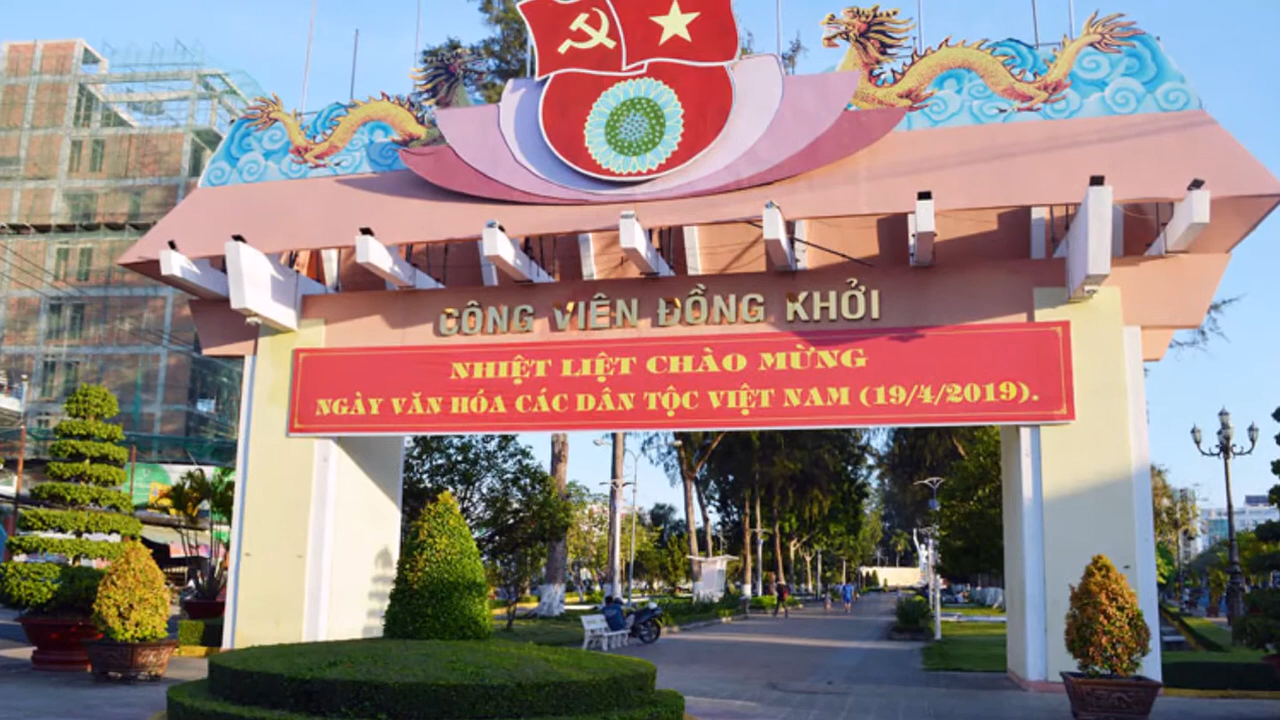 CÔNG VIÊN ĐỒNG KHỞI
NHIỆT LIỆT CHÀO MỪNG
NGÀY VĂN HÓA CÁC DÂN TỘC VIỆT NAM (19/4/2019).